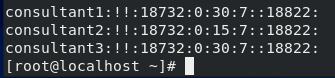 consultant1:!!:18732:0:30:7::18822:
consultant2:!!:18732:0:15:7::18822:
consultant3:!!:18732:0:30:7::18822:
[root@localhost ~]#